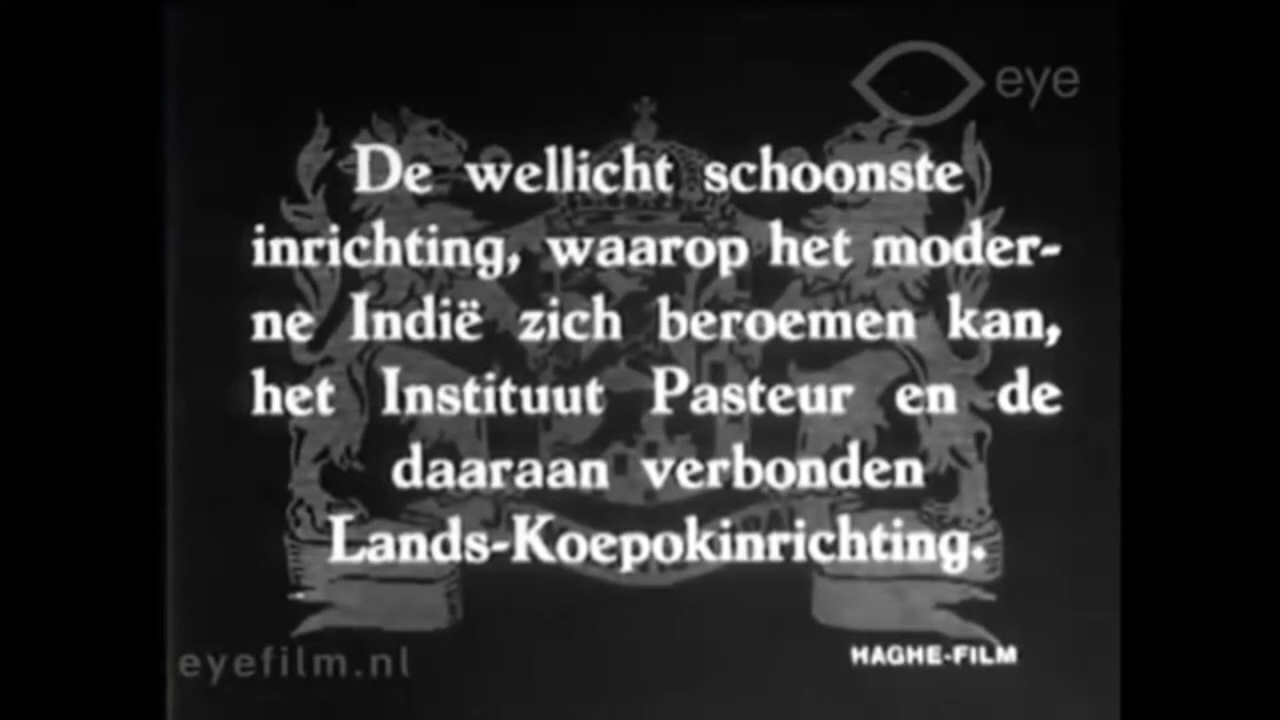 eye
De wellicht schoonste
inrichting, waarop het moder-
ne Indië zich beroemen kan,
het Instituut Pasteur en de
daaraan verbonden
Lands-Koepokinrichting.
HAGHE-FILM
eyefilm.nl